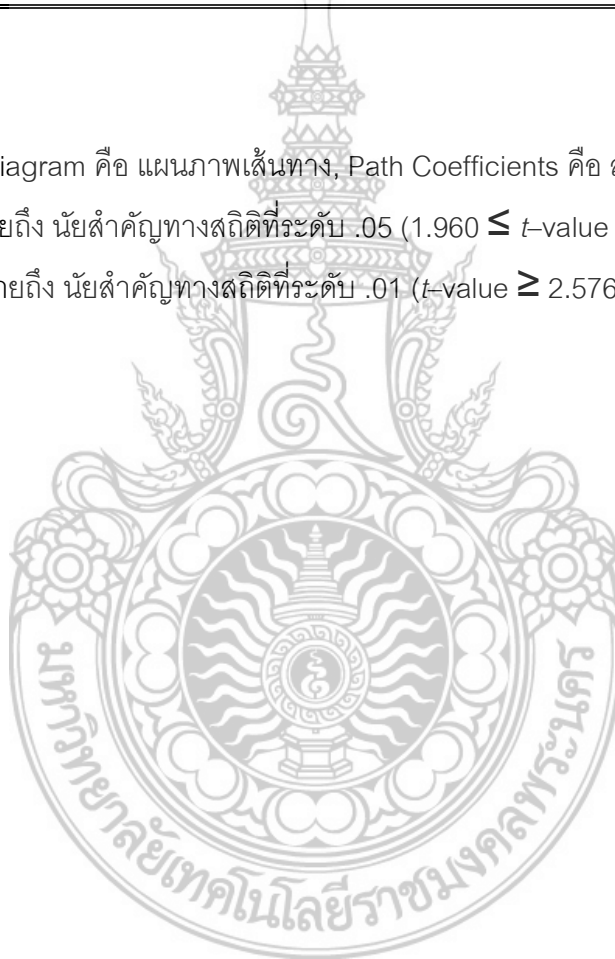 iagram คือ แผนภาพเส้นทาง, Path Coefficients คือ
ยถึง นัยสำคัญทางสถิติที่ระดับ .05 (1.960 ≤ t–value
ายถึง นัยสำคัญทางสถิติที่ระดับ .01 (t–value ≥ 2.576
มหาวิทยาลัยเทคโนโลยีราชมงคลพระนคร